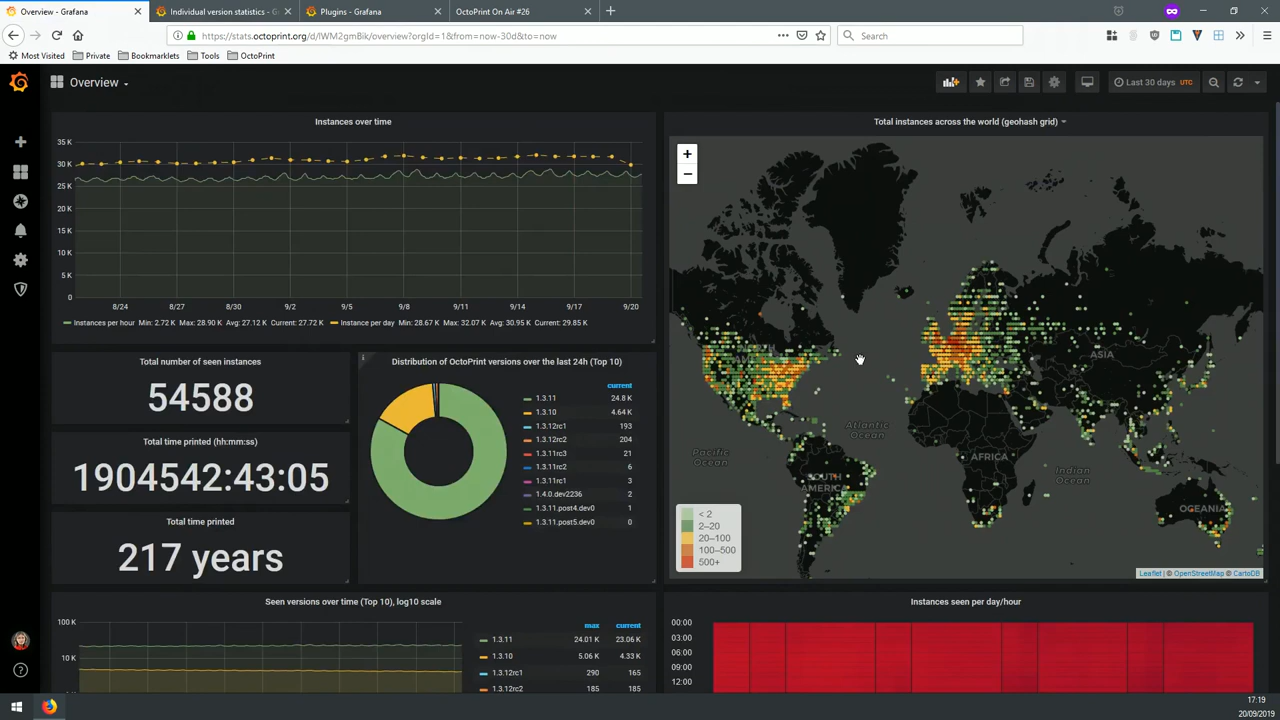 Overview - Grafana
Individual version statistics - G
Plugins - Grafana
OctoPrint On Air #26
https://stats.octoprint.org/d/lWM2gmBik/overview?orgId=1&from=now-30d&to=now
Search
Most Visited
Private
Bookmarklets
Tools
OctoPrint
Overview
Last 30 days UTC
Instances over time
35 K
30 K
25 K
20 K
15 K
10 K
5 K
0
8/24
8/27
8/30
9/2
9/5
9/8
9/11
9/14
9/17
9/20
Instances per hour Min: 2.72 K Max: 28.90 K
Instances per day Min: 28.67 K Max: 32.07 K Avg: 30.95 K Current: 29.85 K
Total instances across the world (geohash grid)
+
−
ASIA
Atlantic
Ocean
Pacific
Ocean
AFRICA
Indian
Ocean
SOUTH
AMERICA
OCEANIA
< 2
2–20
20–100
100–500
500+
Leaflet | © OpenStreetMap © CartoDB
Total number of seen instances
54588
Total time printed (hh:mm:ss)
1904542:43:05
Total time printed
217 years
Distribution of OctoPrint versions over the last 24h (Top 10)
current
1.3.11 24.8 K
1.3.10 4.64 K
1.3.12rc1 193
1.3.12rc2 204
1.3.11rc3 21
1.3.11rc2 6
1.3.11rc1 3
1.4.0.dev2236 2
1.3.11.post4.dev0 1
1.3.11.post5.dev0 0
Seen versions over time (Top 10), log10 scale
100 K
10 K
max current
1.3.11 24.01 K 23.06 K
1.3.10 5.06 K 4.33 K
1.3.12rc1 290 165
1.3.12rc2 185 185
Instances seen per day/hour
00:00
03:00
06:00
09:00
12:00
17:19
20/09/2019